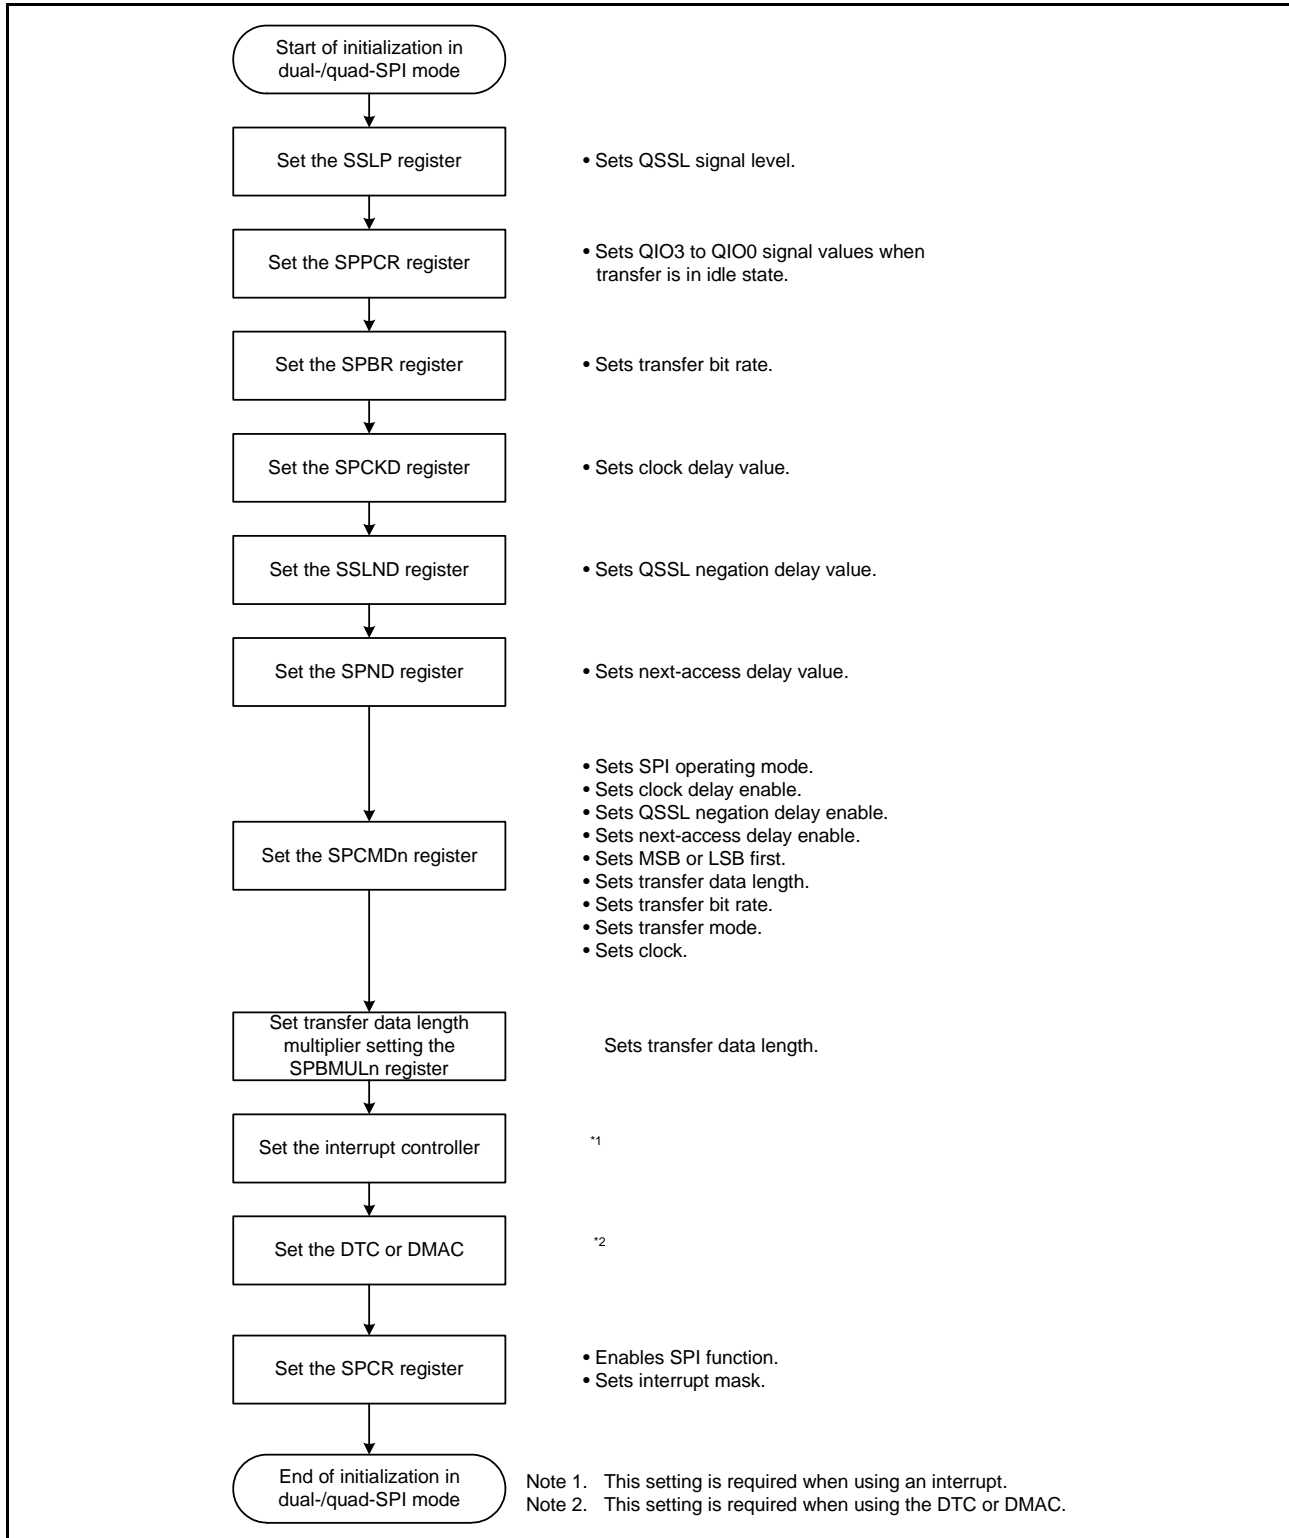 Start of initialization in
dual-/quad-SPI mode
Set the SSLP register
• Sets QSSL signal level.
Set the SPPCR register
• Sets QIO3 to QIO0 signal values when
transfer is in idle state.
Set the SPBR register
• Sets transfer bit rate.
Set the SPCKD register
• Sets clock delay value.
Set the SSLND register
• Sets QSSL negation delay value.
Set the SPND register
• Sets next-access delay value.
Set the SPCMDn register
• Sets SPI operating mode.
• Sets clock delay enable.
• Sets QSSL negation delay enable.
• Sets next-access delay enable.
• Sets MSB or LSB first.
• Sets transfer data length.
• Sets transfer bit rate.
• Sets transfer mode.
• Sets clock.
Set transfer data length
multiplier setting the
SPBMULn register
Sets transfer data length.
Set the interrupt controller
*1
Set the DTC or DMAC
*2
Set the SPCR register
• Enables SPI function.
• Sets interrupt mask.
End of initialization in
dual-/quad-SPI mode
Note 1. This setting is required when using an interrupt.
Note 2. This setting is required when using the DTC or DMAC.